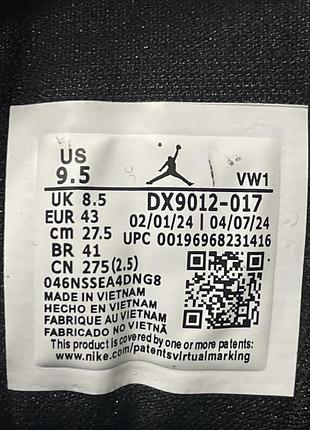 US
9.5
VW1
UK 8.5
EUR 43
cm 27.5
BR 41
CN 275(2.5)
DX9012-017
02/01/24 | 04/07/24
UPC 00196968231416
046NSSEA4DNG8
MADE IN VIETNAM
HECHO EN VIETNAM
FABRIQUE AU VIETNAM
FABRICADO NO VIETNÃ
This product is covered by one or more
www.nike.com/patentsvirtualmarking